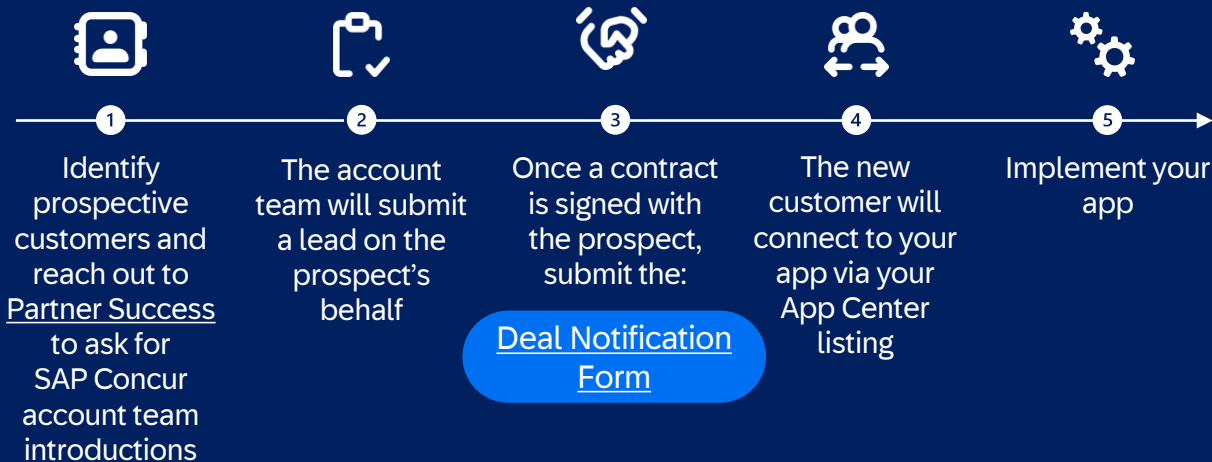 1
Identify
prospective
customers and
reach out to
Partner Success
to ask for
SAP Concur
account team
introductions
2
The account
team will submit
a lead on the
prospect’s
behalf
3
Once a contract
is signed with
the prospect,
submit the:
Deal Notification
Form
4
The new
customer will
connect to your
app via your
App Center
listing
5
Implement your
app